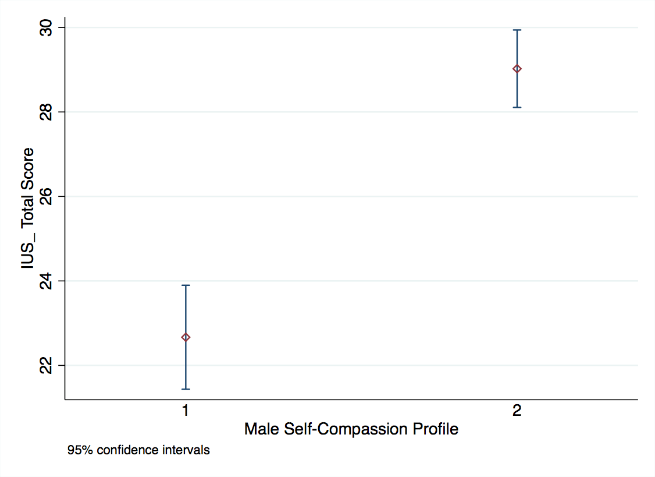 30
28
26
24
22
IUS_ Total Score
1 2
Male Self-Compassion Profile
95% confidence intervals